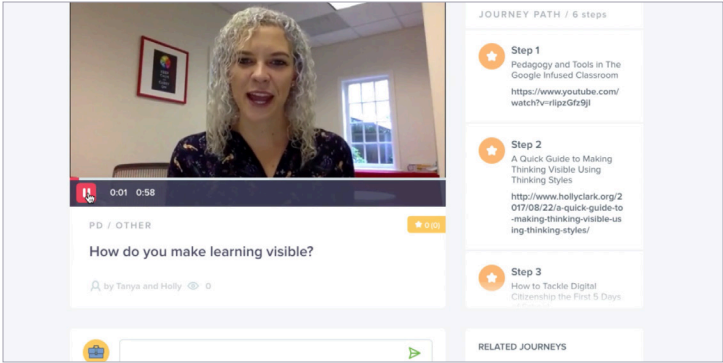 0:01 0:58
PD / OTHER
0 (0)
How do you make learning visible?
by Tanya and Holly 0
JOURNEY PATH / 6 steps
Step 1
Pedagogy and Tools in The
Google Infused Classroom
https://www.youtube.com/
watch?v=rlipzGfz9jI
Step 2
A Quick Guide to Making
Thinking Visible Using
Thinking Styles
http://www.hollyclark.org/2
017/08/22/a-quick-guide-to
-making-thinking-visible-us
ing-thinking-styles/
Step 3
How to Tackle Digital
Citizenship the First 5 Days
RELATED JOURNEYS